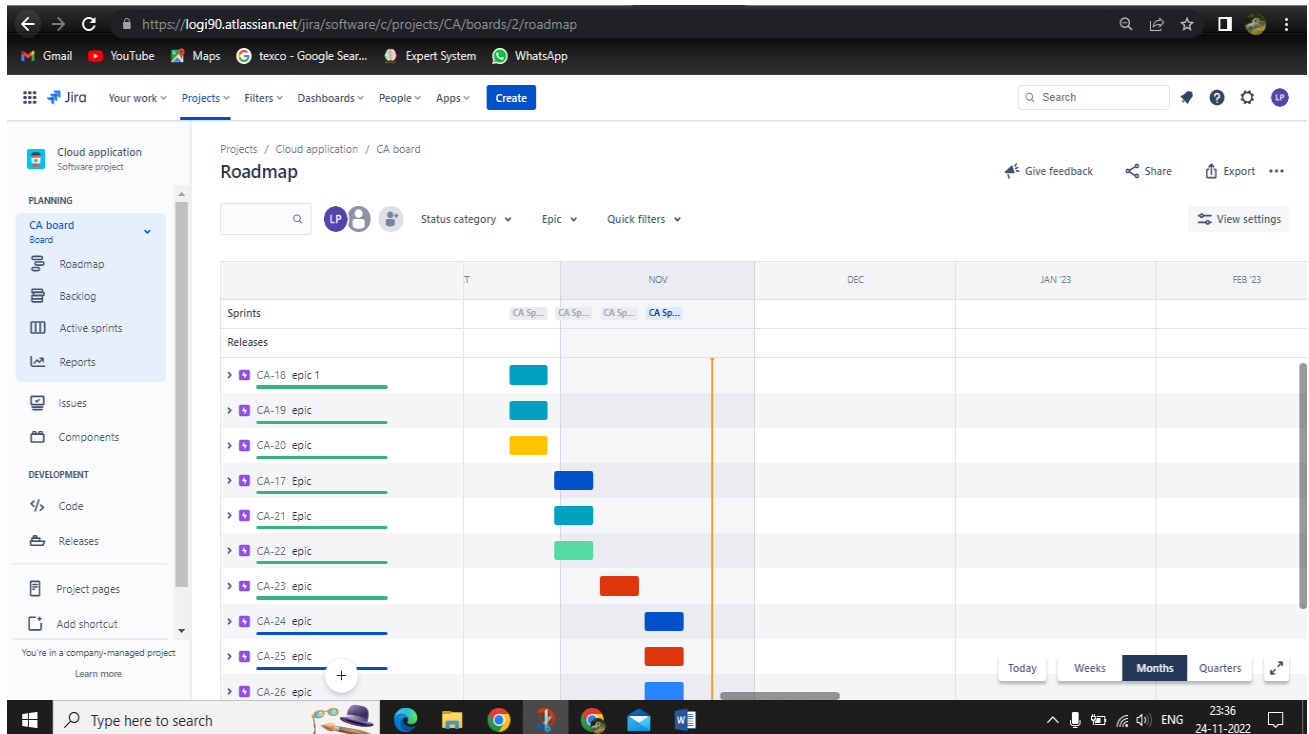 https://logi90.atlassian.net/jira/software/c/projects/CA/boards/2/roadmap
Gmail YouTube Maps texco - Google Sear... Expert System WhatsApp
Jira Your work Projects Filters Dashboards People Apps Create Search LP
Cloud application
Software project
PLANNING
CA board
Board
Roadmap
Backlog
Active sprints
Reports
Issues
Components
DEVELOPMENT
Code
Releases
Project pages
Add shortcut
You're in a company-managed project
Learn more
Projects / Cloud application / CA board
Roadmap
Give feedback Share Export
LP Status category Epic Quick filters View settings
T NOV DEC JAN '23 FEB '23
Sprints CA Sp... CA Sp... CA Sp... CA Sp...
Releases
CA-18 epic 1
CA-19 epic
CA-20 epic
CA-17 Epic
CA-21 Epic
CA-22 epic
CA-23 epic
CA-24 epic
CA-25 epic
CA-26 epic
Today Weeks Months Quarters
Type here to search
ENG
23:36
24-11-2022